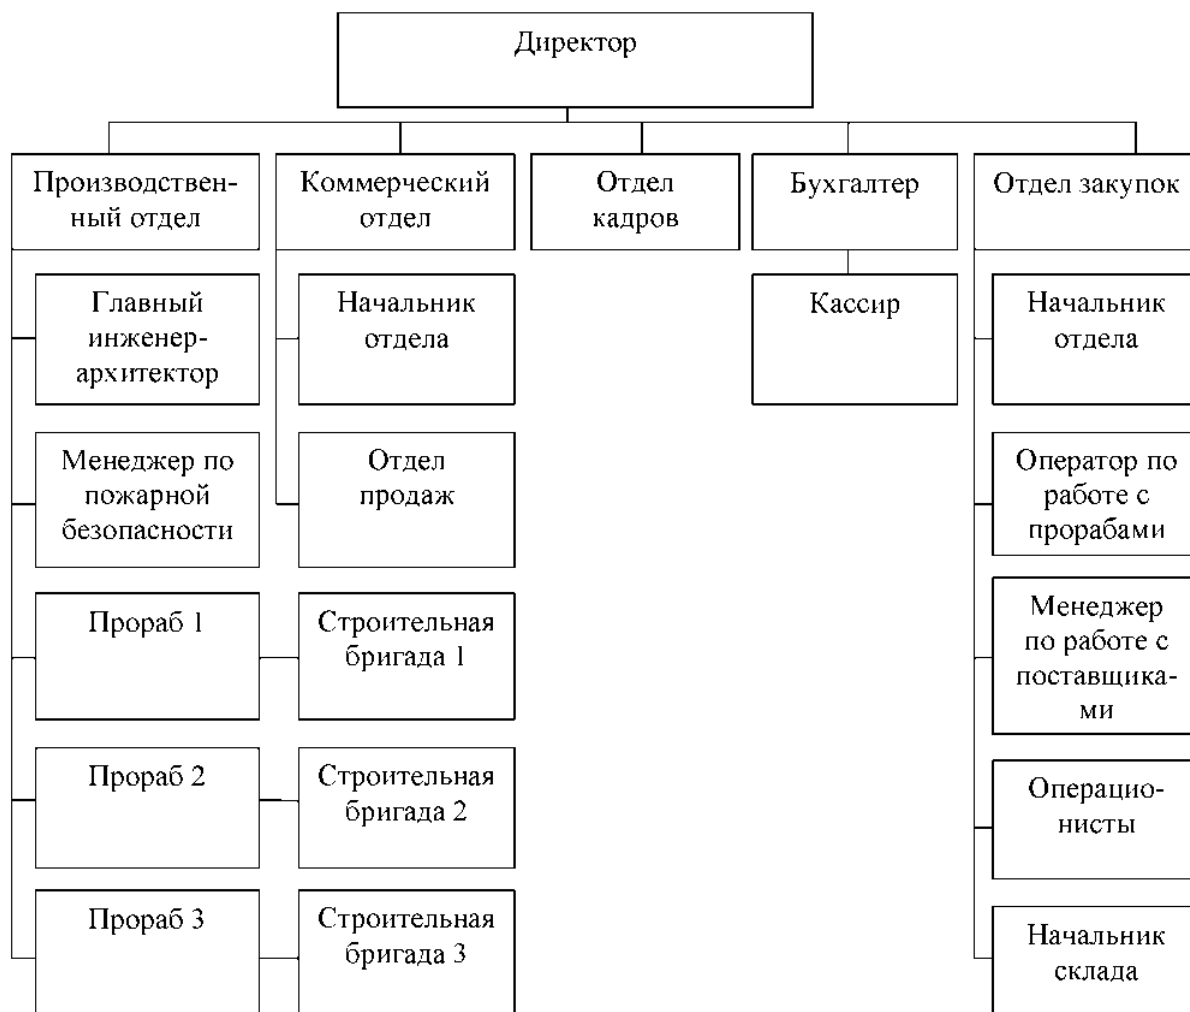 Директор
Производствен-
ный отдел
Коммерческий
отдел
Отдел
кадров
Бухгалтер
Отдел закупок
Главный
инженер-
архитектор
Начальник
отдела
Кассир
Начальник
отдела
Менеджер по
пожарной
безопасности
Отдел
продаж
Оператор по
работе с
прорабами
Прораб 1
Строительная
бригада 1
Менеджер
по работе с
поставщика-
ми
Прораб 2
Строительная
бригада 2
Операцио-
нисты
Прораб 3
Строительная
бригада 3
Начальник
склада